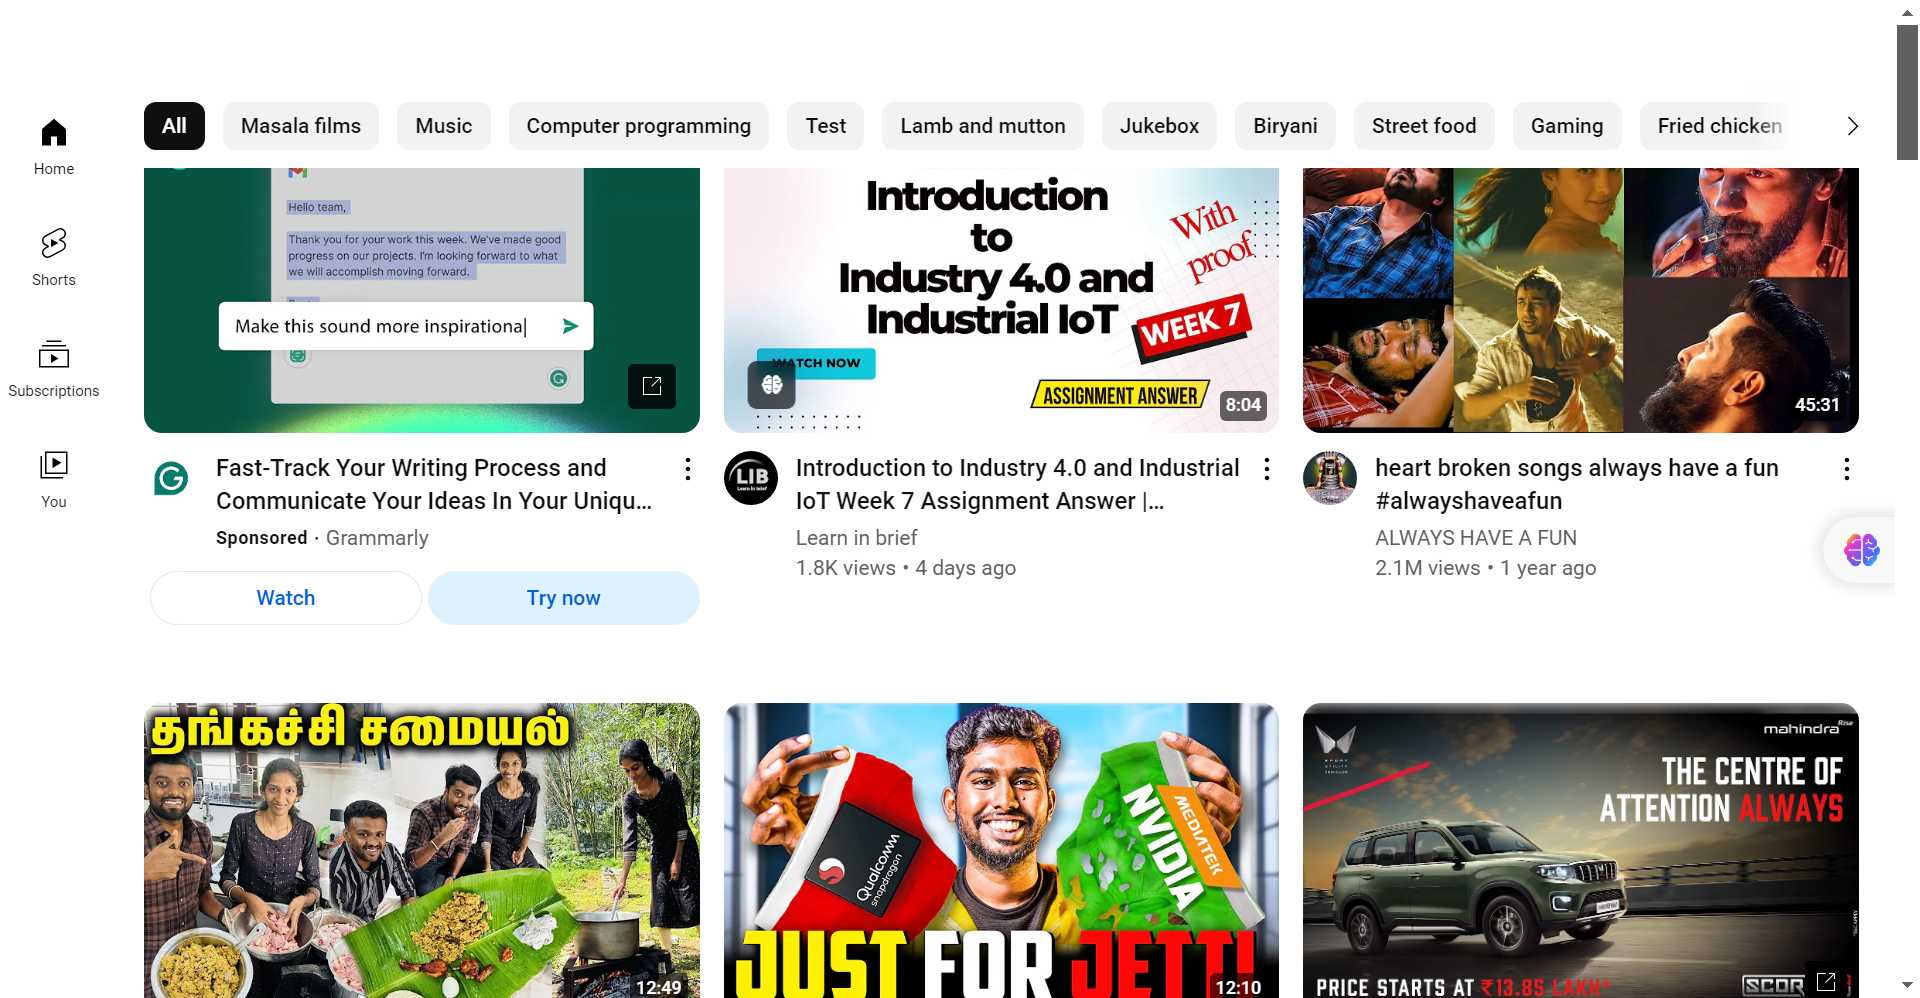 All
Masala films
Music
Computer programming
Test
Lamb and mutton
Jukebox
Biryani
Street food
Gaming
Fried chicken
Home
Shorts
Subscriptions
You
Hello team,
Thank you for your work this week. We've made good
progress on our projects. I'm looking forward to what
we will accomplish moving forward.
Make this sound more inspirational
Introduction
to
Industry 4.0 and
Industrial IoT
With
proof
WEEK 7
WATCH NOW
ASSIGNMENT ANSWER
8:04
45:31
Fast-Track Your Writing Process and
Communicate Your Ideas In Your Uniqu...
Sponsored · Grammarly
Watch
Try now
LIB
Learn in brief
Introduction to Industry 4.0 and Industrial
IoT Week 7 Assignment Answer |...
Learn in brief
1.8K views • 4 days ago
heart broken songs always have a fun
#alwayshaveafun
ALWAYS HAVE A FUN
2.1M views • 1 year ago
தங்கச்சி சமையல்
12:49
Qualcomm
snapdragon
MEDIATEK
NVIDIA
JUST FOR JETTI
12:10
mahindra Rise
SPORT
UTILITY
VEHICLES
THE CENTRE OF
ATTENTION ALWAYS
PRICE STARTS AT ₹13.85 LAKH*